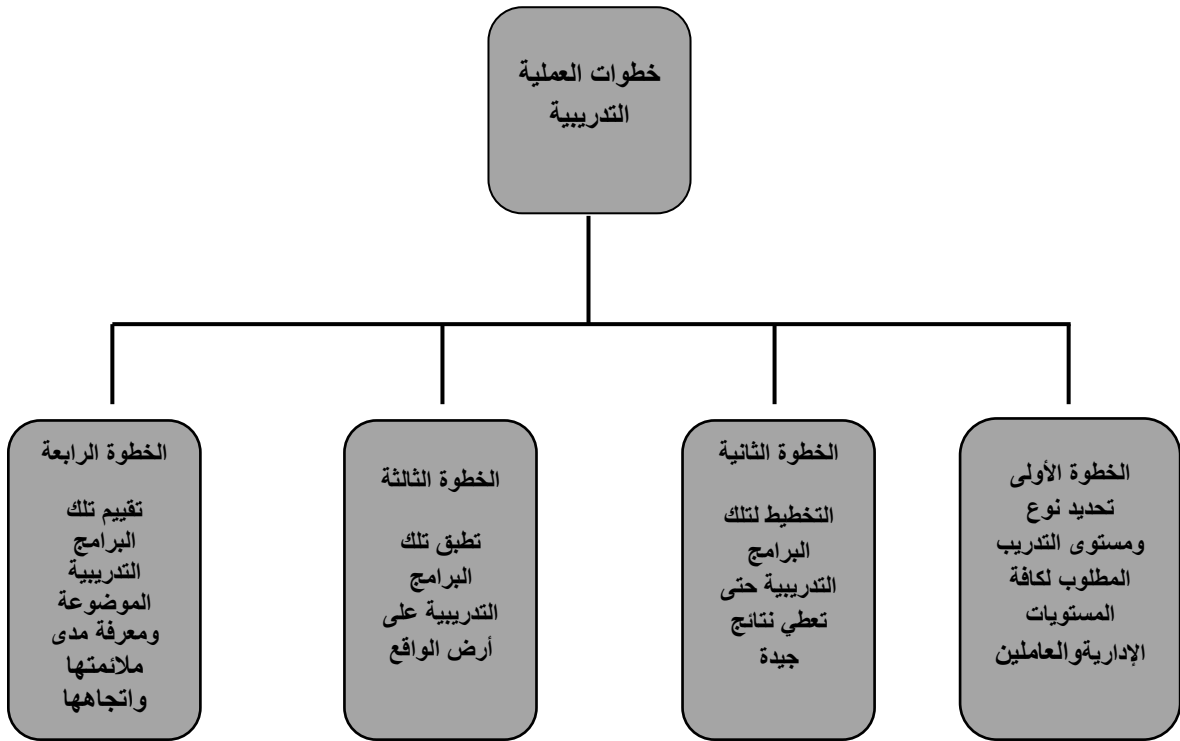 خطوات العملية
التدريبية
الخطوة الأولى
تحديد نوع
ومستوى التدريب
المطلوب لكافة
المستويات
الإداريةوالعاملين
الخطوة الثانية
التخطيط لتلك
البرامج
التدريبية حتى
تعطي نتائج
جيدة
الخطوة الثالثة
تطبق تلك
البرامج
التدريبية على
أرض الواقع
الخطوة الرابعة
تقييم تلك
البرامج
التدريبية
الموضوعة
ومعرفة مدى
ملائمتها
واتجاهها